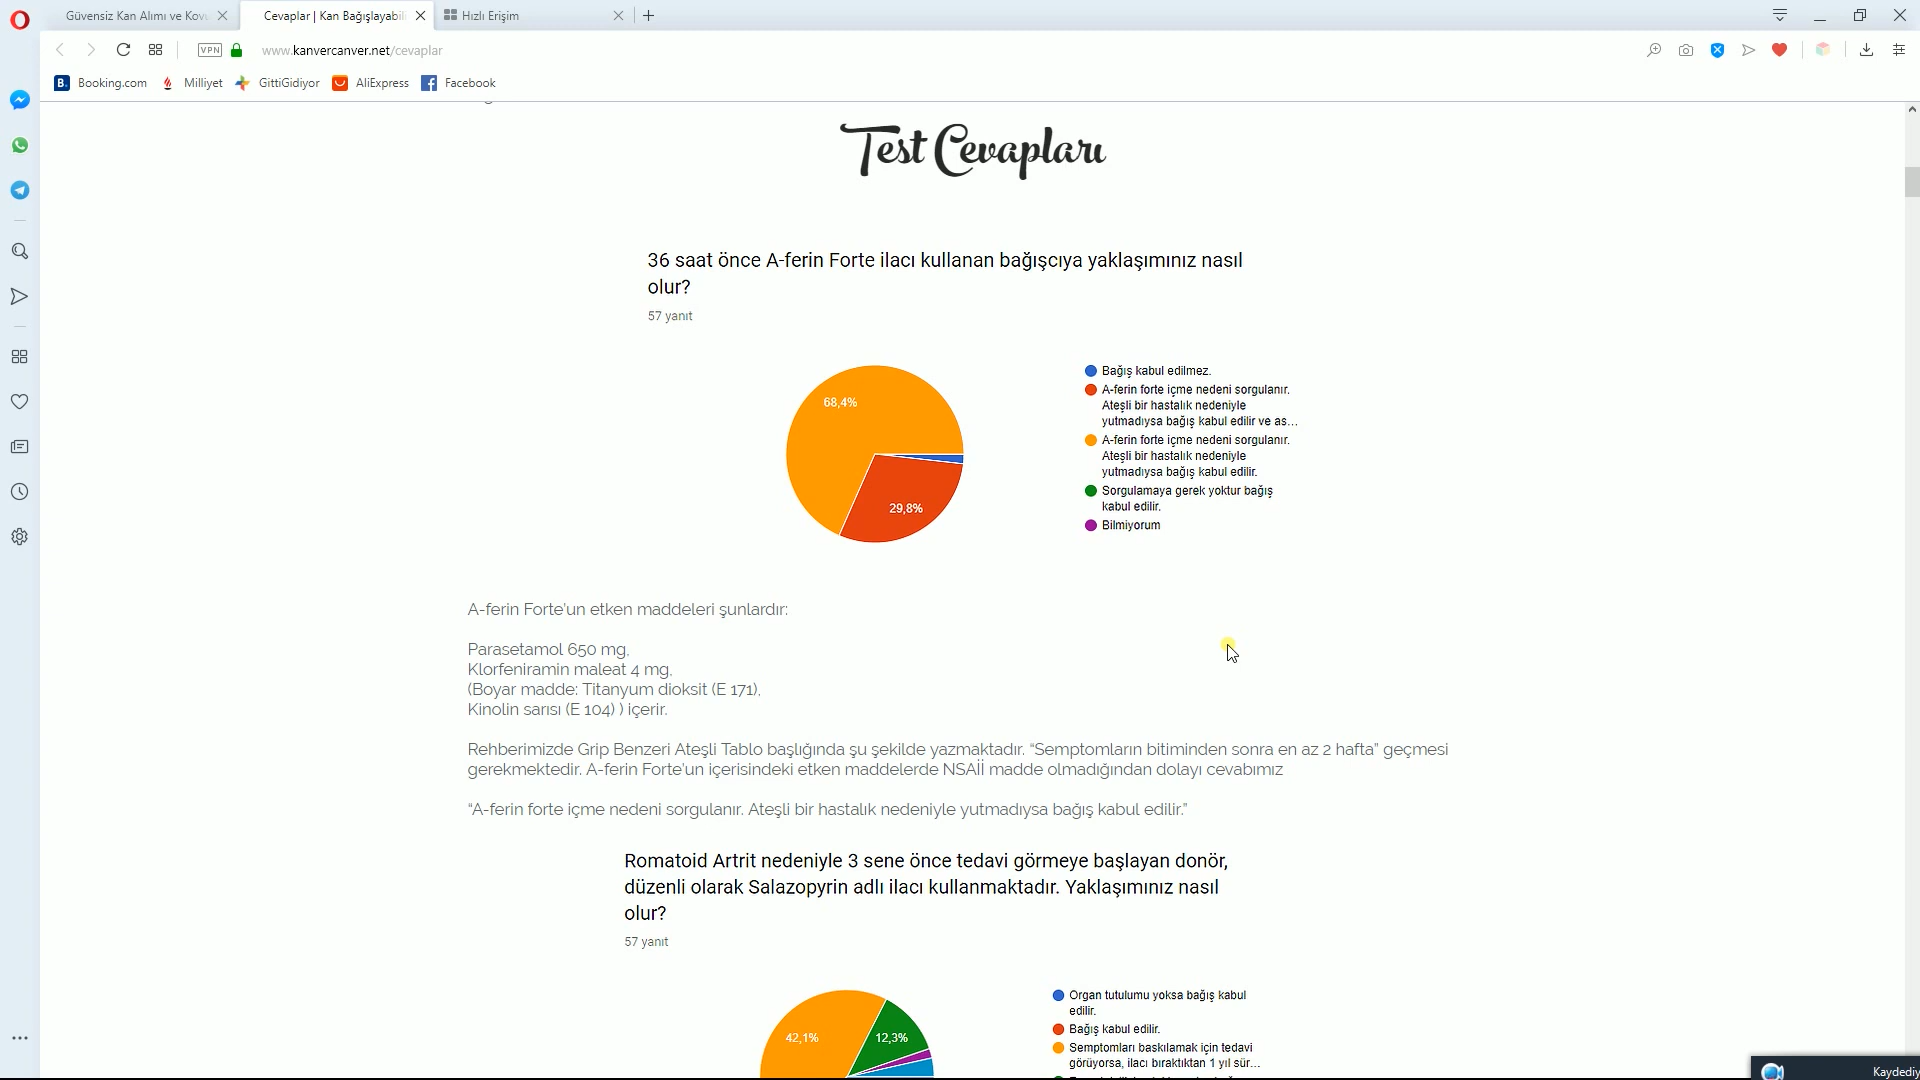 Güvensiz Kan Alımı ve Kovu
Cevaplar | Kan Bağışlayabil
Hızlı Erişim
VPN
www.kanvercanver.net/cevaplar
B.
Booking.com
Milliyet
GittiGidiyor
AliExpress
Facebook
Test Cevapları
36 saat önce A-ferin Forte ilacı kullanan bağışcıya yaklaşımınız nasıl
olur?
57 yanıt
68,4%
29,8%
Bağış kabul edilmez.
A-ferin forte içme nedeni sorgulanır.
Ateşli bir hastalık nedeniyle
yutmadıysa bağış kabul edilir ve as...
A-ferin forte içme nedeni sorgulanır.
Ateşli bir hastalık nedeniyle
yutmadıysa bağış kabul edilir.
Sorgulamaya gerek yoktur bağış
kabul edilir.
Bilmiyorum
A-ferin Forte'un etken maddeleri şunlardır:
Parasetamol 650 mg,
Klorfeniramin maleat 4 mg,
(Boyar madde: Titanyum dioksit (E 171),
Kinolin sarısı (E 104) ) içerir.
Rehberimizde Grip Benzeri Ateşli Tablo başlığında şu şekilde yazmaktadır. “Semptomların bitiminden sonra en az 2 hafta” geçmesi
gerekmektedir. A-ferin Forte'un içerisindeki etken maddelerde NSAİİ madde olmadığından dolayı cevabımız
“A-ferin forte içme nedeni sorgulanır. Ateşli bir hastalık nedeniyle yutmadıysa bağış kabul edilir.”
Romatoid Artrit nedeniyle 3 sene önce tedavi görmeye başlayan donör,
düzenli olarak Salazopyrin adlı ilacı kullanmaktadır. Yaklaşımınız nasıl
olur?
57 yanıt
42,1%
12,3%
Organ tutulumu yoksa bağış kabul
edilir.
Bağış kabul edilir.
Semptomları baskılamak için tedavi
görüyorsa, ilacı bıraktıktan 1 yıl sür...
Kaydediy